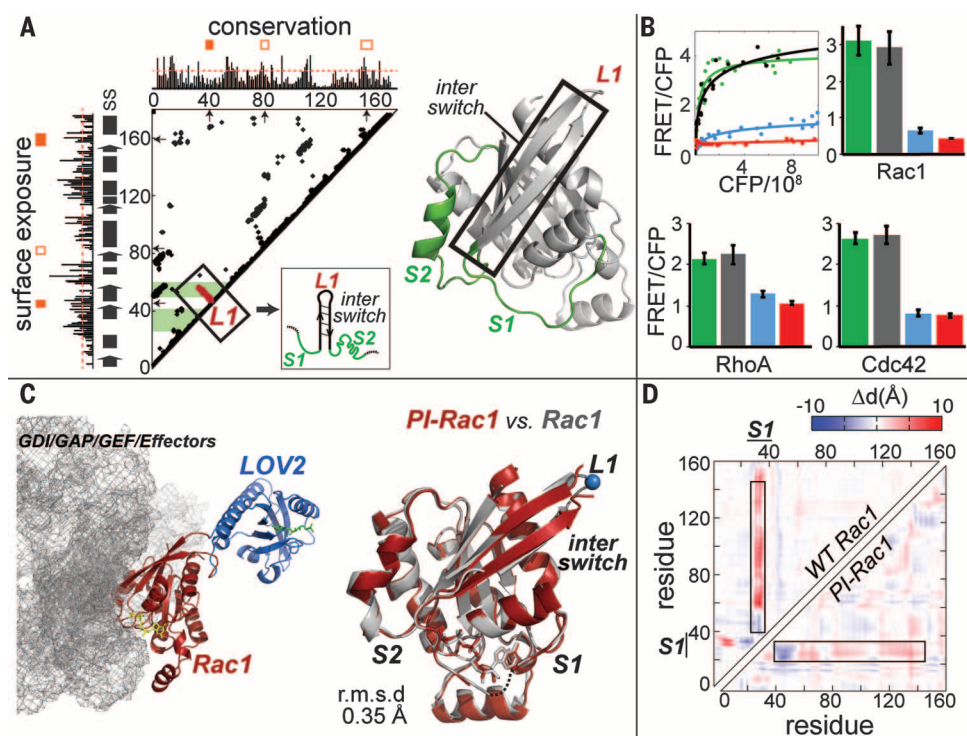 A
conservation
0 40 80 120 160
surface exposure
ss
160
120
80
40
0
L1
L1
inter
switch
S1
S2
L1
inter
switch
S2
S1
B
FRET/CFP
4
2
0
4 8
CFP/10⁸
3
2
1
0
Rac1
FRET/CFP
3
2
1
0
RhoA
3
2
1
0
Cdc42
C
GDI/GAP/GEF/Effectors
LOV2
Rac1
PI-Rac1 vs. Rac1
L1
inter
switch
S2
S1
r.m.s.d
0.35 Å
D
Δd(Å)
-10 10
S1
40 80 120 160
160
120
80
40
0
residue
S1
WT Rac1
PI-Rac1
0 40 80 120 160
residue